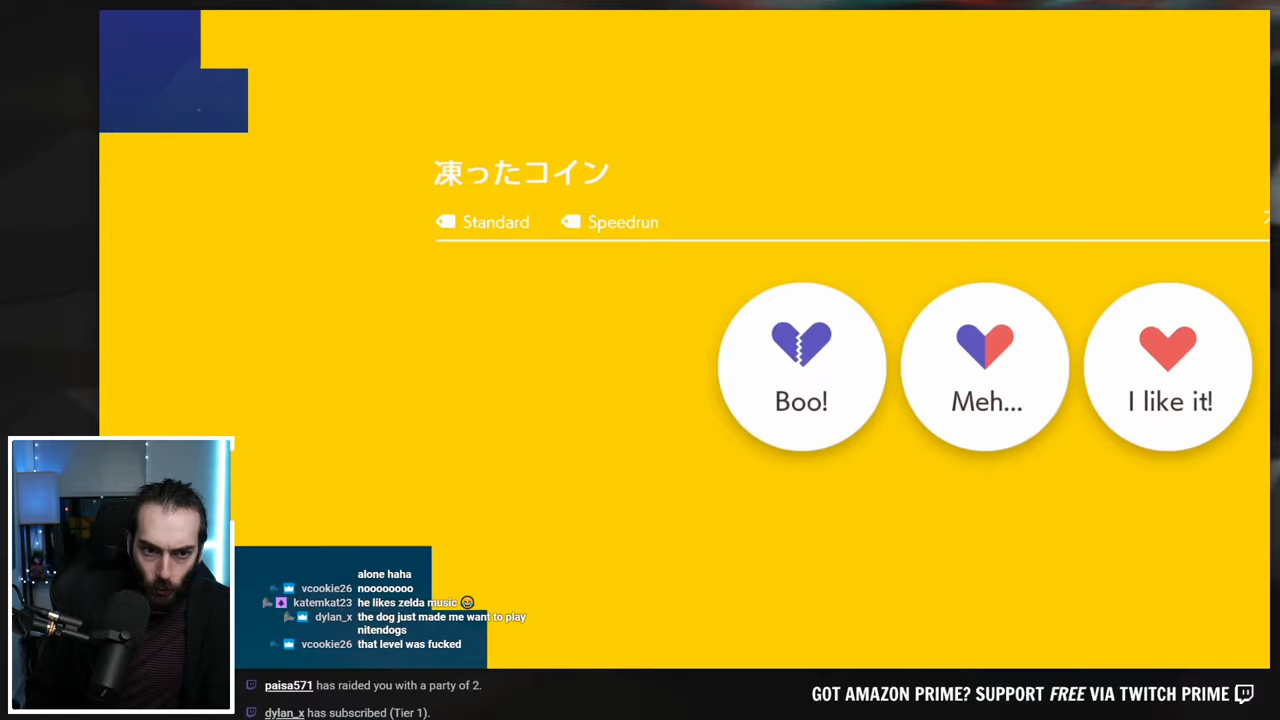 凍ったコイン
Standard Speedrun
Boo! Meh... I like it!
alone haha
vcookie26 noooooooo
katemkat23 he likes zelda music
dylan_x the dog just made me want to play
nitendogs
vcookie26 that level was fucked
paisa571 has raided you with a party of 2.
dylan_x has subscribed (Tier 1).
GOT AMAZON PRIME? SUPPORT FREE VIA TWITCH PRIME